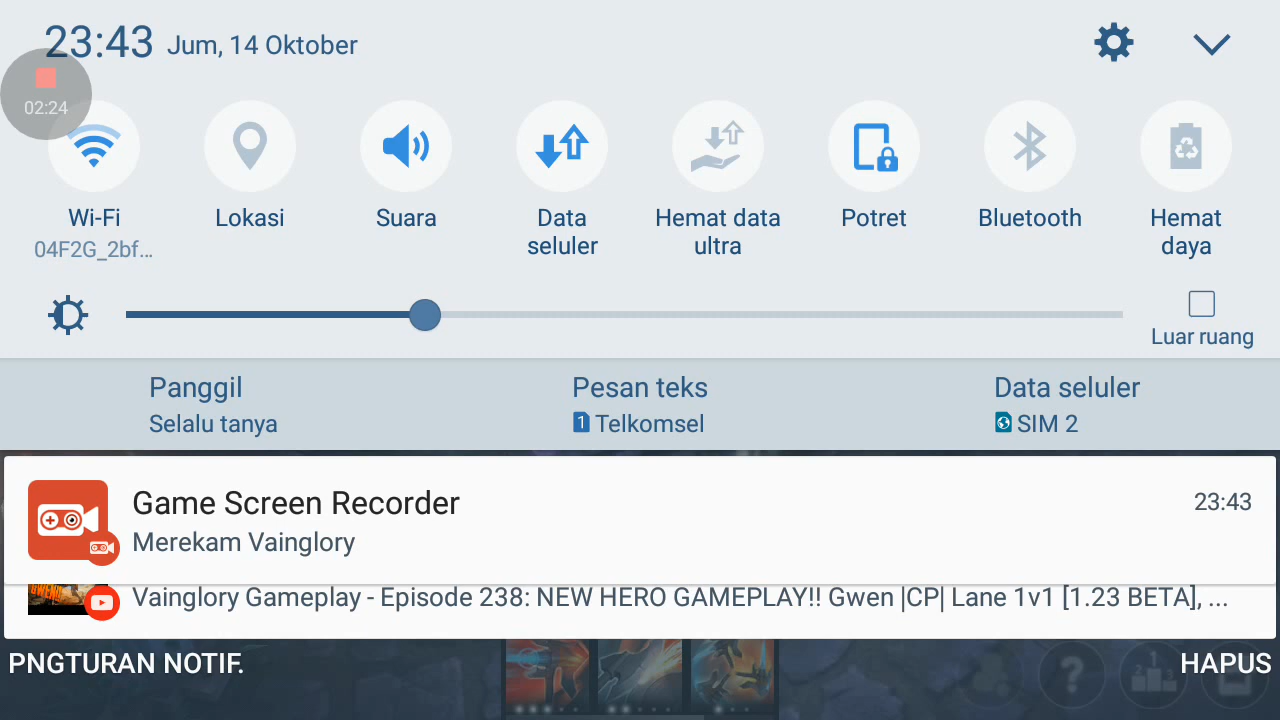 23:43 Jum, 14 Oktober
02:24
Wi-Fi
04F2G_2bf...
Lokasi
Suara
Data
seluler
Hemat data
ultra
Potret
Bluetooth
Hemat
daya
Luar ruang
Panggil
Selalu tanya
Pesan teks
1 Telkomsel
Data seluler
SIM 2
Game Screen Recorder
23:43
Merekam Vainglory
GWEN!!
Vainglory Gameplay - Episode 238: NEW HERO GAMEPLAY!! Gwen |CP| Lane 1v1 [1.23 BETA], ...
PNGTURAN NOTIF.
?
1
HAPUS